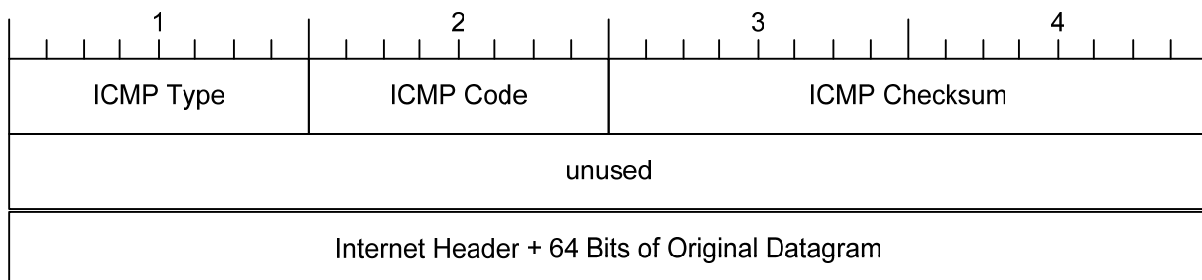 1 2 3 4
ICMP Type ICMP Code ICMP Checksum
unused
Internet Header + 64 Bits of Original Datagram